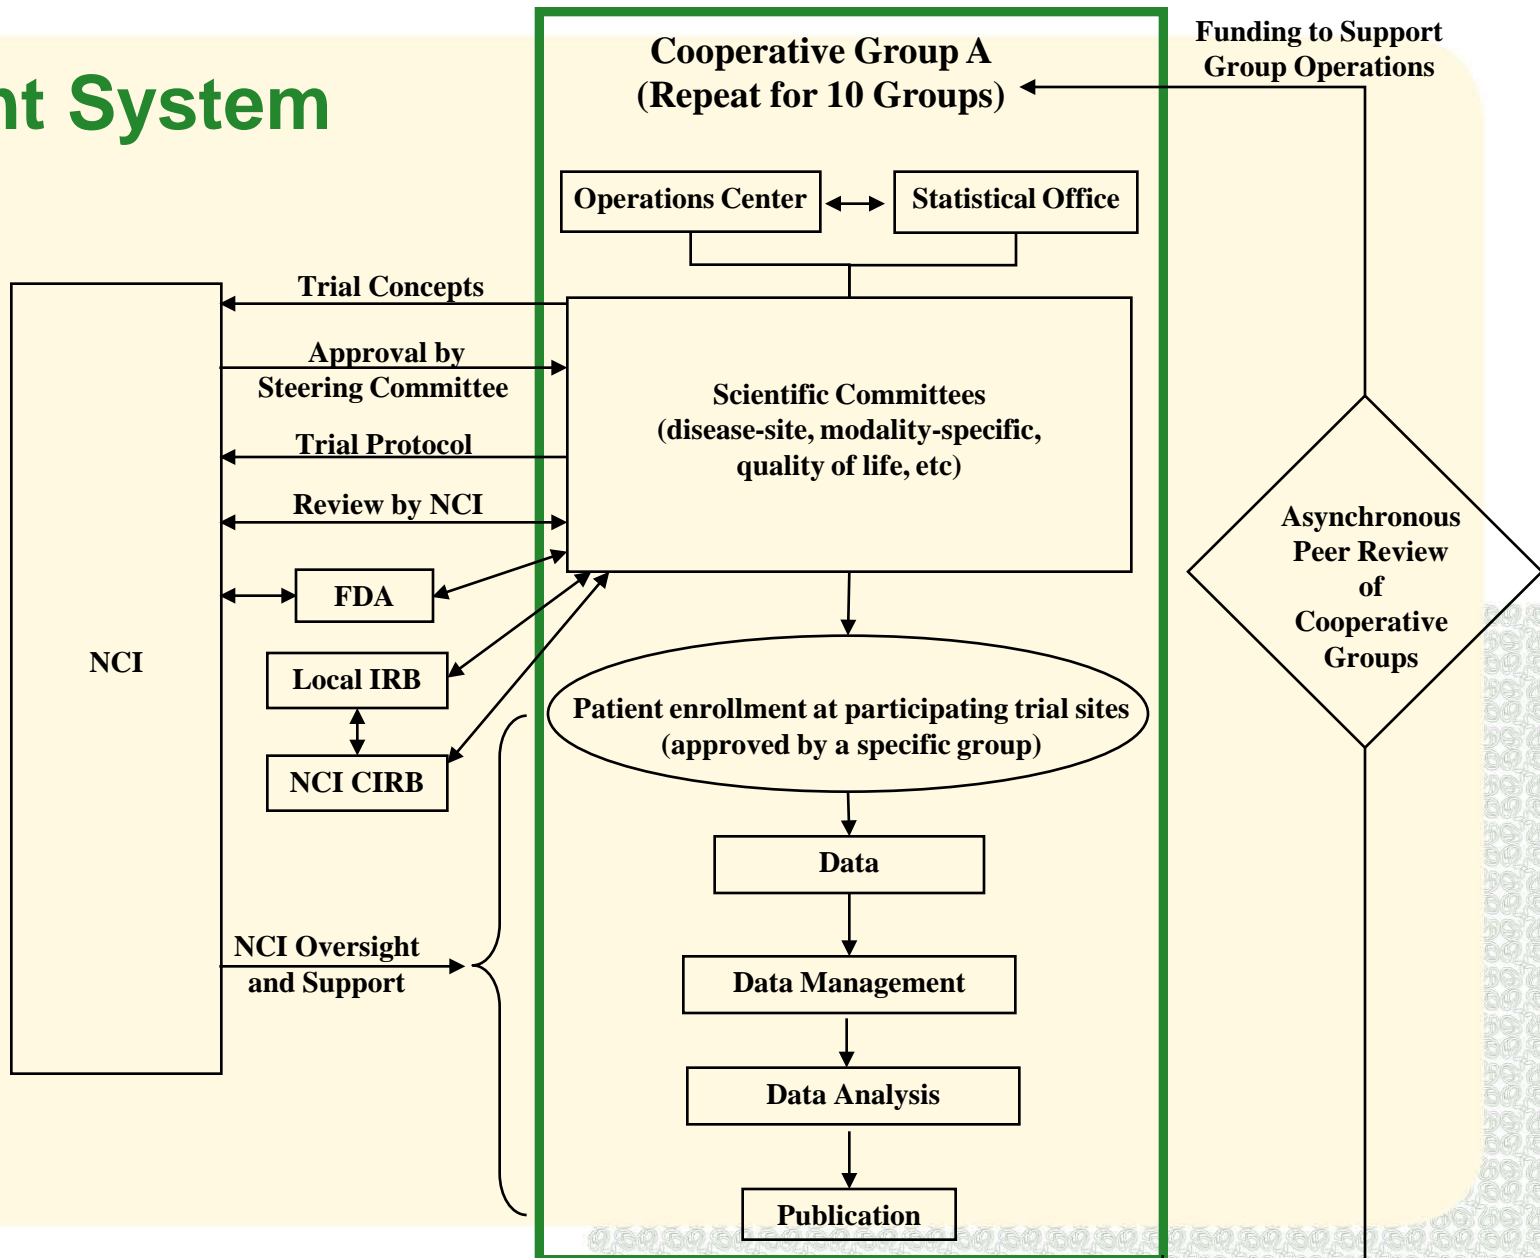 nt System
Cooperative Group A
(Repeat for 10 Groups)
Funding to Support
Group Operations
Operations Center
Statistical Office
Trial Concepts
Approval by
Steering Committee
Trial Protocol
Review by NCI
Scientific Committees
(disease-site, modality-specific,
quality of life, etc)
Asynchronous
Peer Review
of
Cooperative
Groups
FDA
NCI
Local IRB
NCI CIRB
Patient enrollment at participating trial sites
(approved by a specific group)
Data
NCI Oversight
and Support
Data Management
Data Analysis
Publication